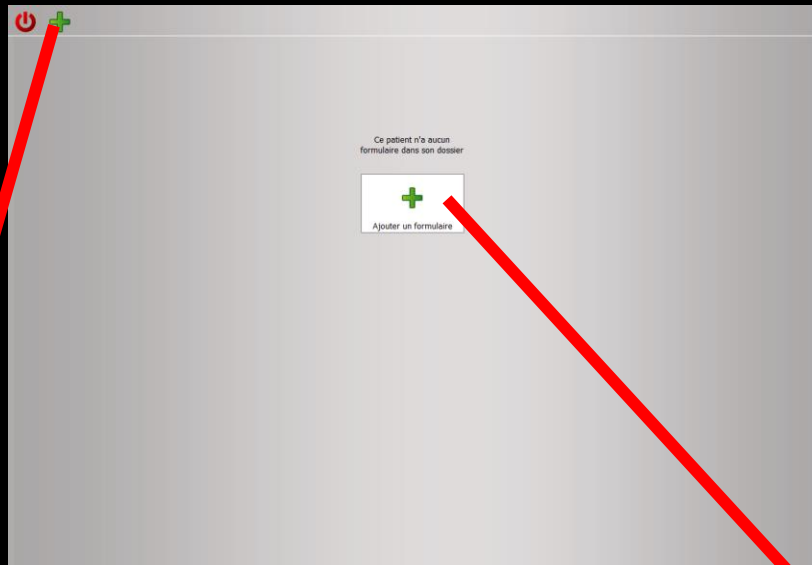 Ce patient n'a aucun
formulaire dans son dossier
Ajouter un formulaire